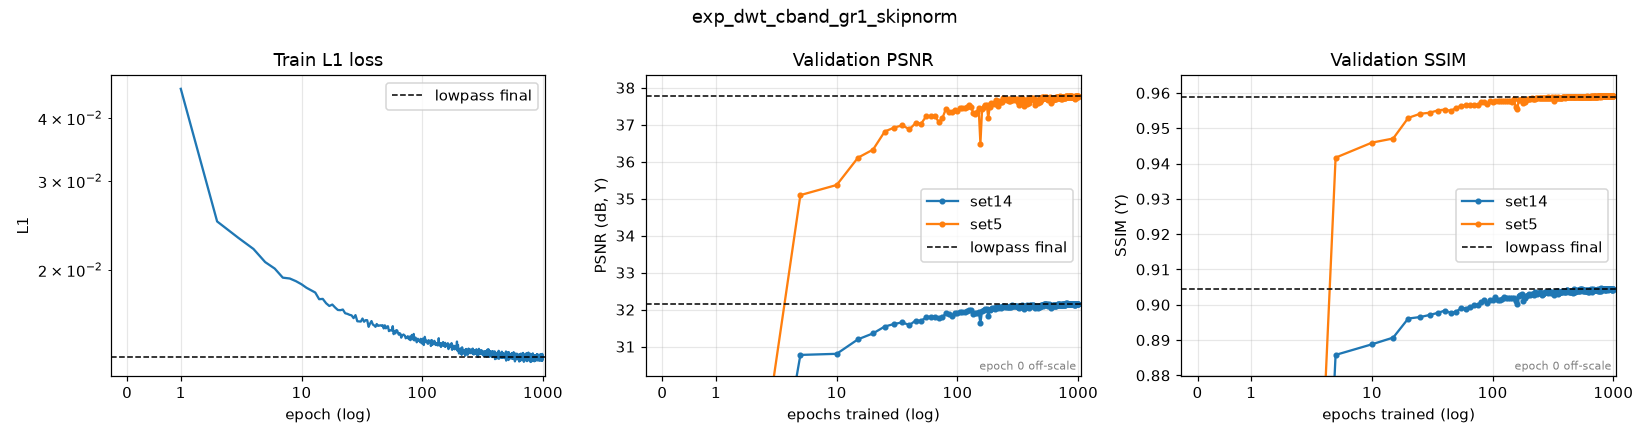 exp_dwt_cband_gr1_skipnorm
Train L1 loss
L1
4 × 10⁻²
3 × 10⁻²
2 × 10⁻²
lowpass final
0 1 10 100 1000
epoch (log)
Validation PSNR
PSNR (dB, Y)
38
37
36
35
34
33
32
31
set14
set5
lowpass final
epoch 0 off-scale
0 1 10 100 1000
epochs trained (log)
Validation SSIM
SSIM (Y)
0.96
0.95
0.94
0.93
0.92
0.91
0.90
0.89
0.88
set14
set5
lowpass final
epoch 0 off-scale
0 1 10 100 1000
epochs trained (log)